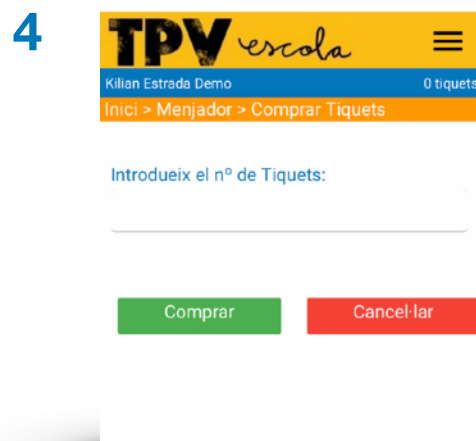 4
TPV escola
Kilian Estrada Demo 0 tiquets
Inici > Menjador > Comprar Tiquets
Introdueix el nº de Tiquets:
Comprar Cancel·lar